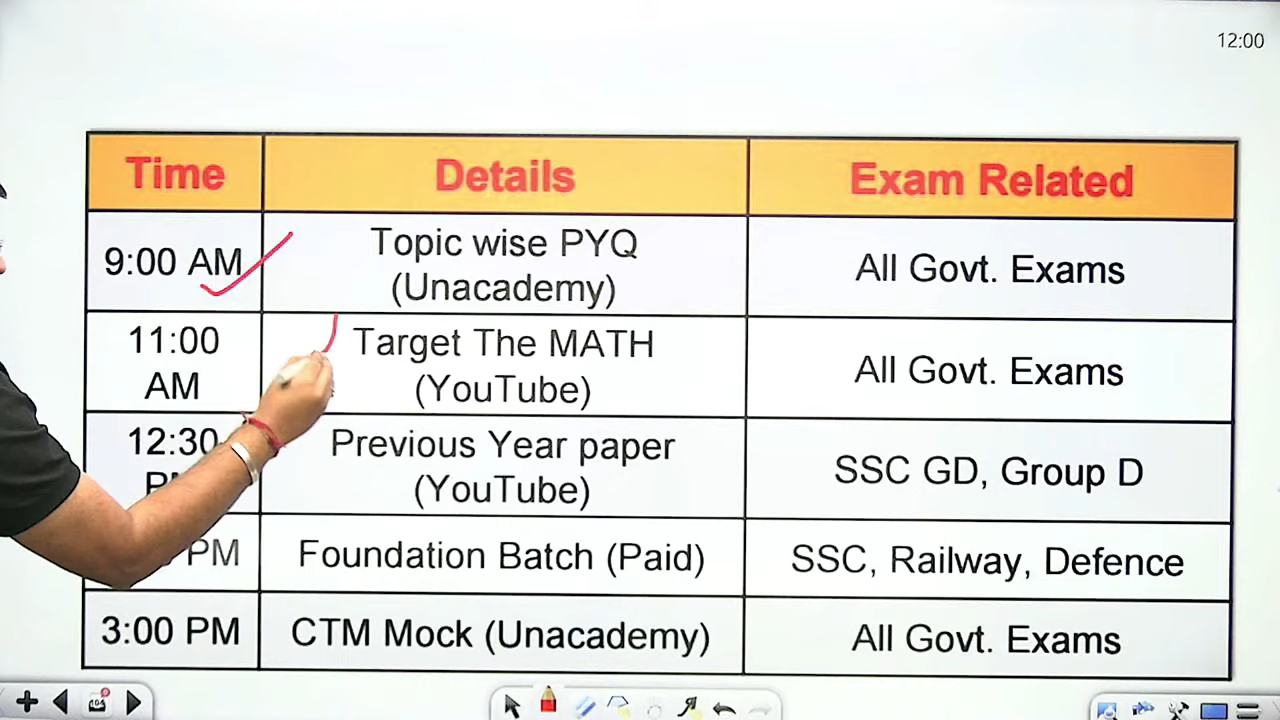 12:00
Time Details Exam Related
9:00 AM Topic wise PYQ (Unacademy) All Govt. Exams
11:00 AM Target The MATH (YouTube) All Govt. Exams
12:30 Previous Year paper (YouTube) SSC GD, Group D
PM Foundation Batch (Paid) SSC, Railway, Defence
3:00 PM CTM Mock (Unacademy) All Govt. Exams